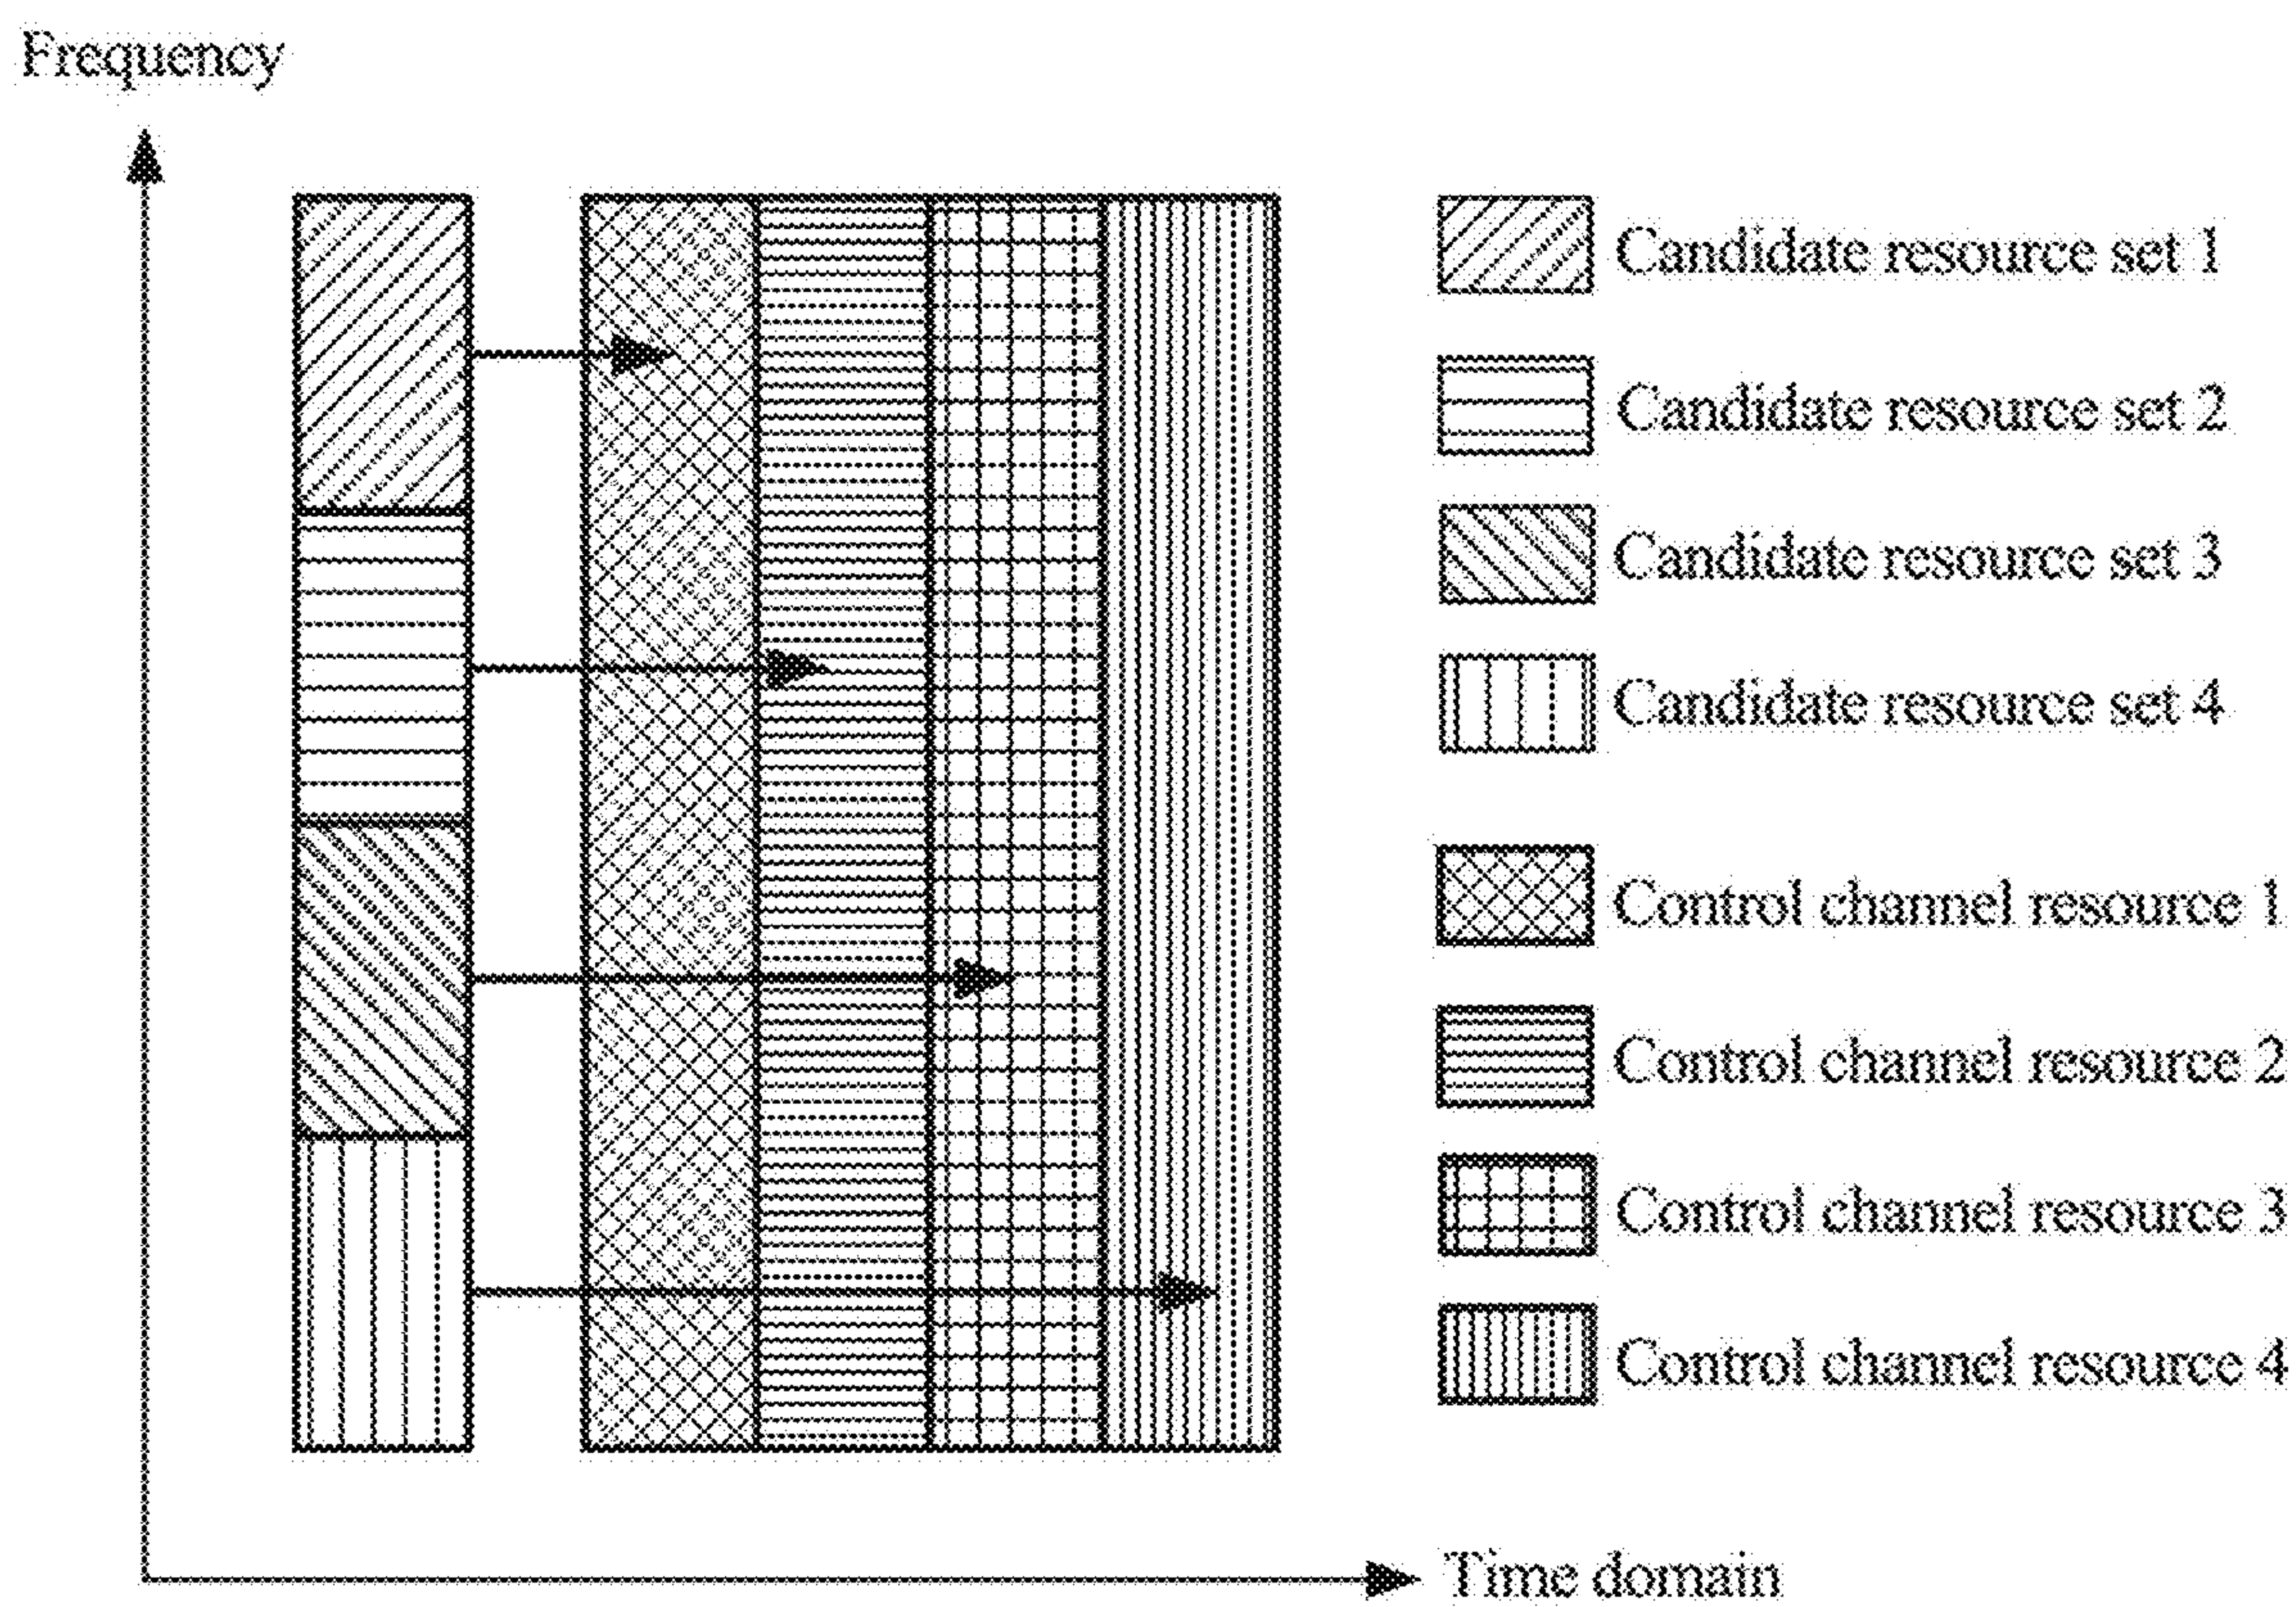 Frequency
Candidate resource set 1
Candidate resource set 2
Candidate resource set 3
Candidate resource set 4
Control channel resource 1
Control channel resource 2
Control channel resource 3
Control channel resource 4
Time domain